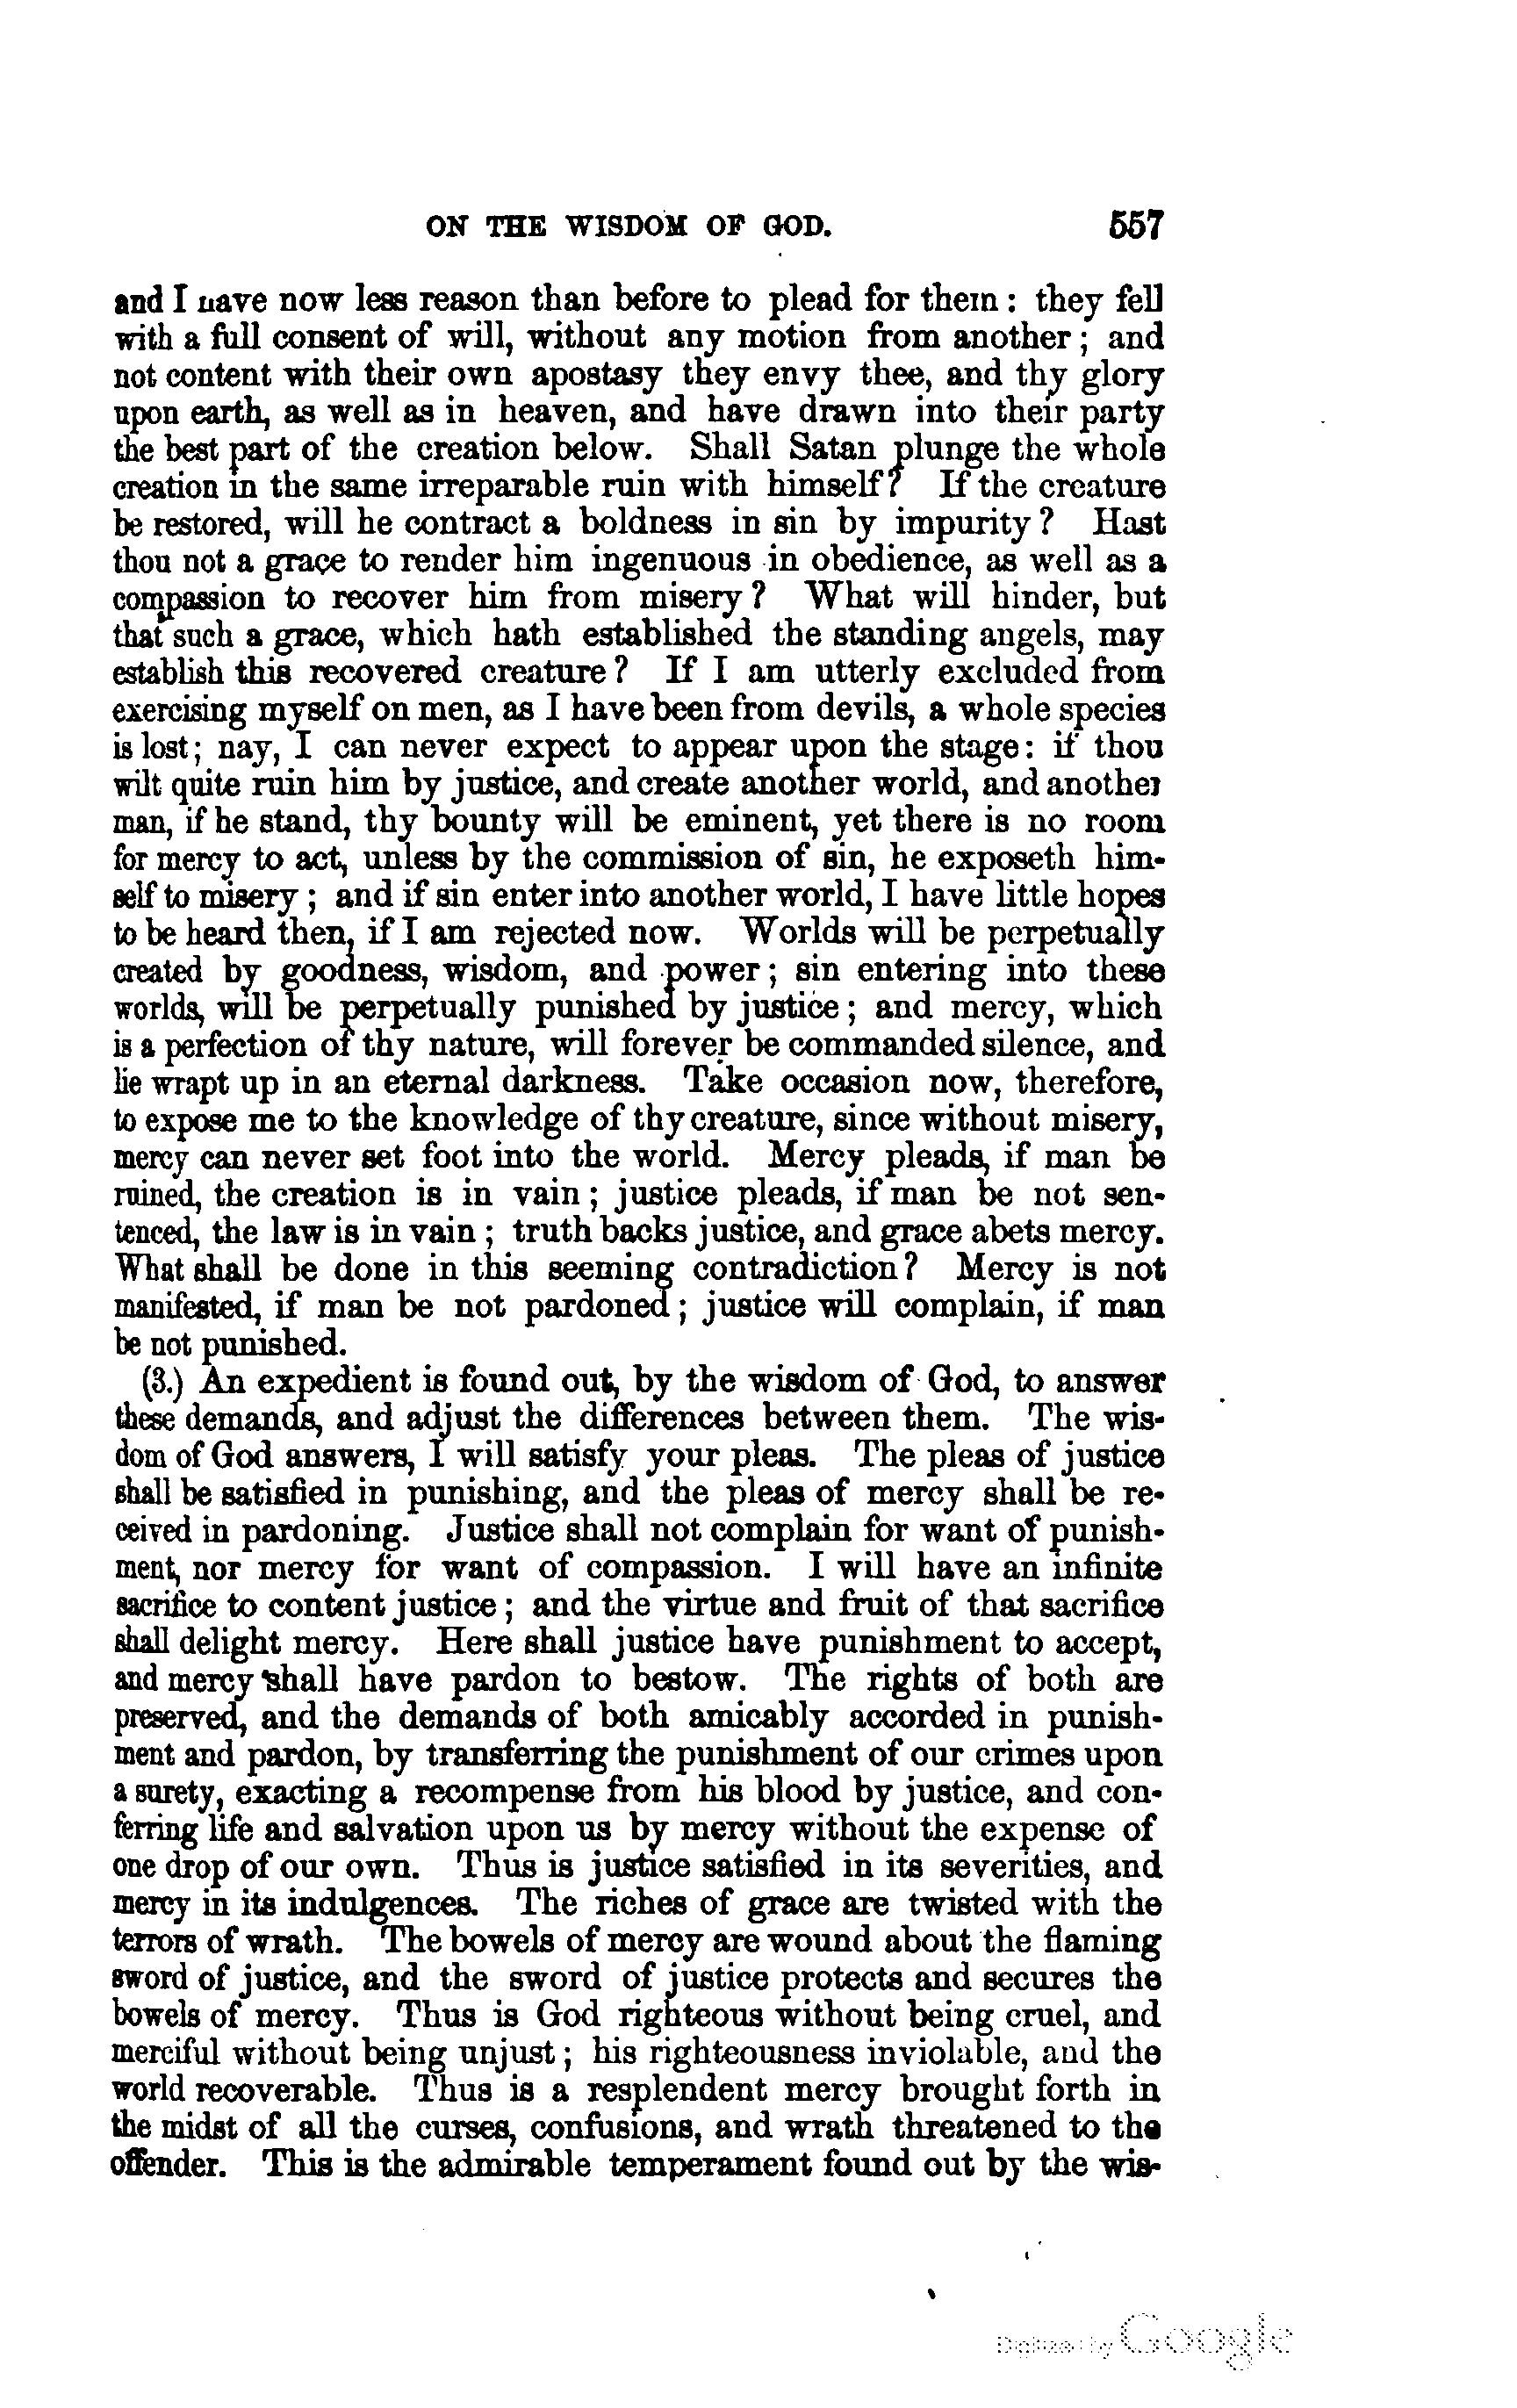 ON THE WISDOM OF GOD. 557
and I have now less reason than before to plead for them: they fell
with a full consent of will, without any motion from another; and
not content with their own apostasy they envy thee, and thy glory
upon earth, as well as in heaven, and have drawn into their party
the best part of the creation below. Shall Satan plunge the whole
creation in the same irreparable ruin with himself? If the creature
be restored, will he contract a boldness in sin by impurity? Hast
thou not a grace to render him ingenuous in obedience, as well as a
compassion to recover him from misery? What will hinder, but
that such a grace, which hath established the standing angels, may
establish this recovered creature? If I am utterly excluded from
exercising myself on men, as I have been from devils, a whole species
is lost; nay, I can never expect to appear upon the stage: if thou
wilt quite ruin him by justice, and create another world, and another
man, if he stand, thy bounty will be eminent, yet there is no room
for mercy to act, unless by the commission of sin, he exposeth him-
self to misery; and if sin enter into another world, I have little hopes
to be heard then, if I am rejected now. Worlds will be perpetually
created by goodness, wisdom, and power; sin entering into these
worlds, will be perpetually punished by justice; and mercy, which
is a perfection of thy nature, will forever be commanded silence, and
lie wrapt up in an eternal darkness. Take occasion now, therefore,
to expose me to the knowledge of thy creature, since without misery,
mercy can never set foot into the world. Mercy pleads, if man be
ruined, the creation is in vain; justice pleads, if man be not sen-
tenced, the law is in vain; truth backs justice, and grace abets mercy.
What shall be done in this seeming contradiction? Mercy is not
manifested, if man be not pardoned; justice will complain, if man
be not punished.
(3.) An expedient is found out, by the wisdom of God, to answer
these demands, and adjust the differences between them. The wis-
dom of God answers, I will satisfy your pleas. The pleas of justice
shall be satisfied in punishing, and the pleas of mercy shall be re-
ceived in pardoning. Justice shall not complain for want of punish-
ment, nor mercy for want of compassion. I will have an infinite
sacrifice to content justice; and the virtue and fruit of that sacrifice
shall delight mercy. Here shall justice have punishment to accept,
and mercy shall have pardon to bestow. The rights of both are
preserved, and the demands of both amicably accorded in punish-
ment and pardon, by transferring the punishment of our crimes upon
a surety, exacting a recompense from his blood by justice, and con-
ferring life and salvation upon us by mercy without the expense of
one drop of our own. Thus is justice satisfied in its severities, and
mercy in its indulgences. The riches of grace are twisted with the
terrors of wrath. The bowels of mercy are wound about the flaming
sword of justice, and the sword of justice protects and secures the
bowels of mercy. Thus is God righteous without being cruel, and
merciful without being unjust; his righteousness inviolable, and the
world recoverable. Thus is a resplendent mercy brought forth in
the midst of all the curses, confusions, and wrath threatened to the
offender. This is the admirable temperament found out by the wis-
Digitized by Google